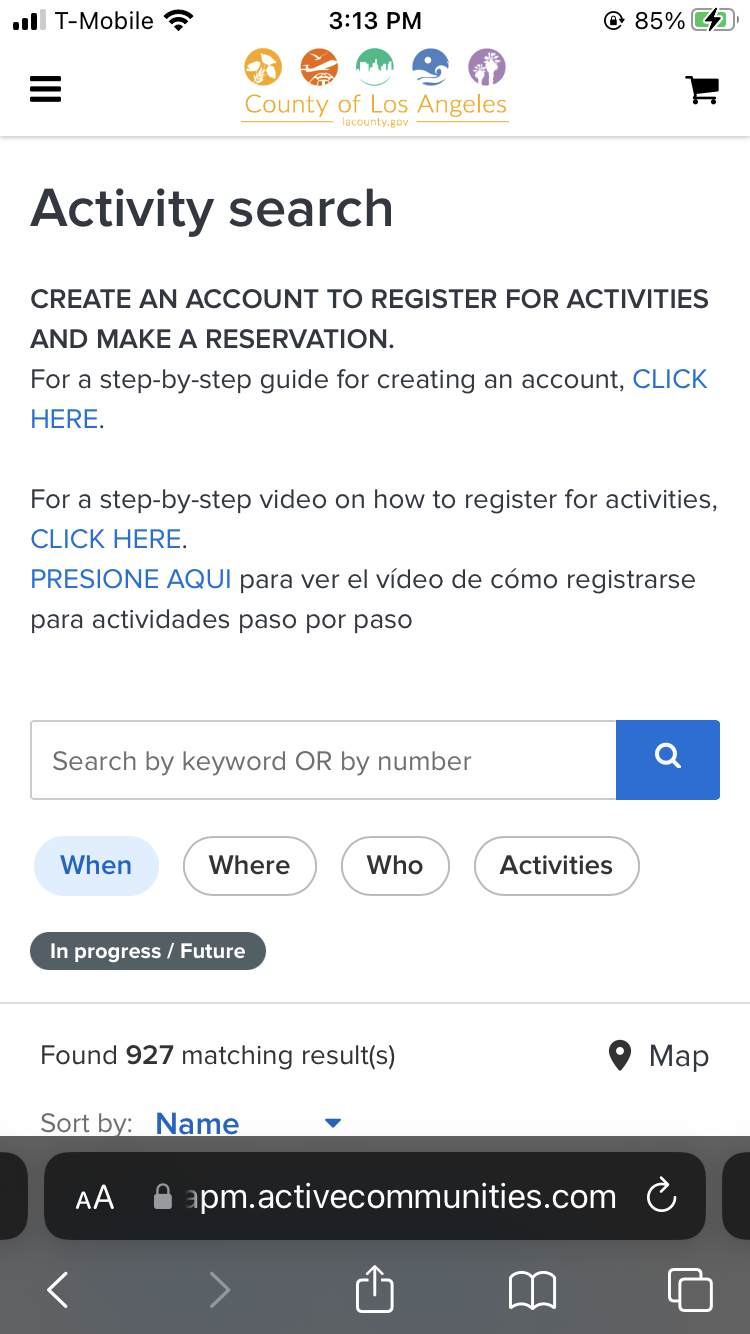 T-Mobile 3:13 PM 85%
County of Los Angeles
lacounty.gov
Activity search
CREATE AN ACCOUNT TO REGISTER FOR ACTIVITIES
AND MAKE A RESERVATION.
For a step-by-step guide for creating an account, CLICK
HERE.
For a step-by-step video on how to register for activities,
CLICK HERE.
PRESIONE AQUI para ver el vídeo de cómo registrarse
para actividades paso por paso
Search by keyword OR by number
When Where Who Activities
In progress / Future
Found 927 matching result(s) Map
Sort by: Name
AA apm.activecommunities.com